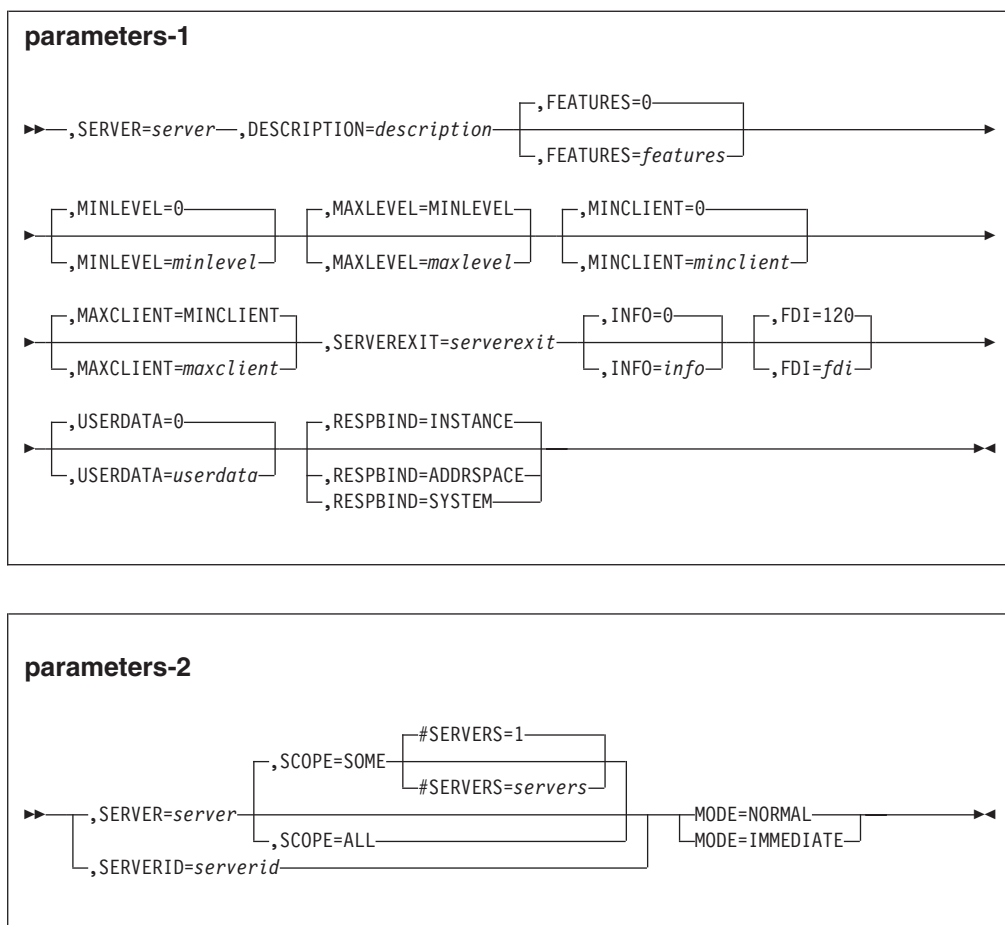 parameters-1
,FEATURES=0
,SERVER=server ,DESCRIPTION=description
,FEATURES=features
,MINLEVEL=0 ,MAXLEVEL=MINLEVEL ,MINCLIENT=0
,MINLEVEL=minlevel ,MAXLEVEL=maxlevel ,MINCLIENT=minclient
,MAXCLIENT=MINCLIENT ,INFO=0 ,FDI=120
,SERVEREXIT=serverexit
,MAXCLIENT=maxclient ,INFO=info ,FDI=fdi
,USERDATA=0 ,RESPBIND=INSTANCE
,USERDATA=userdata ,RESPBIND=ADDRSPACE
,RESPBIND=SYSTEM
parameters-2
#SERVERS=1
,SCOPE=SOME
#SERVERS=servers
,SERVER=server MODE=NORMAL
,SCOPE=ALL MODE=IMMEDIATE
,SERVERID=serverid